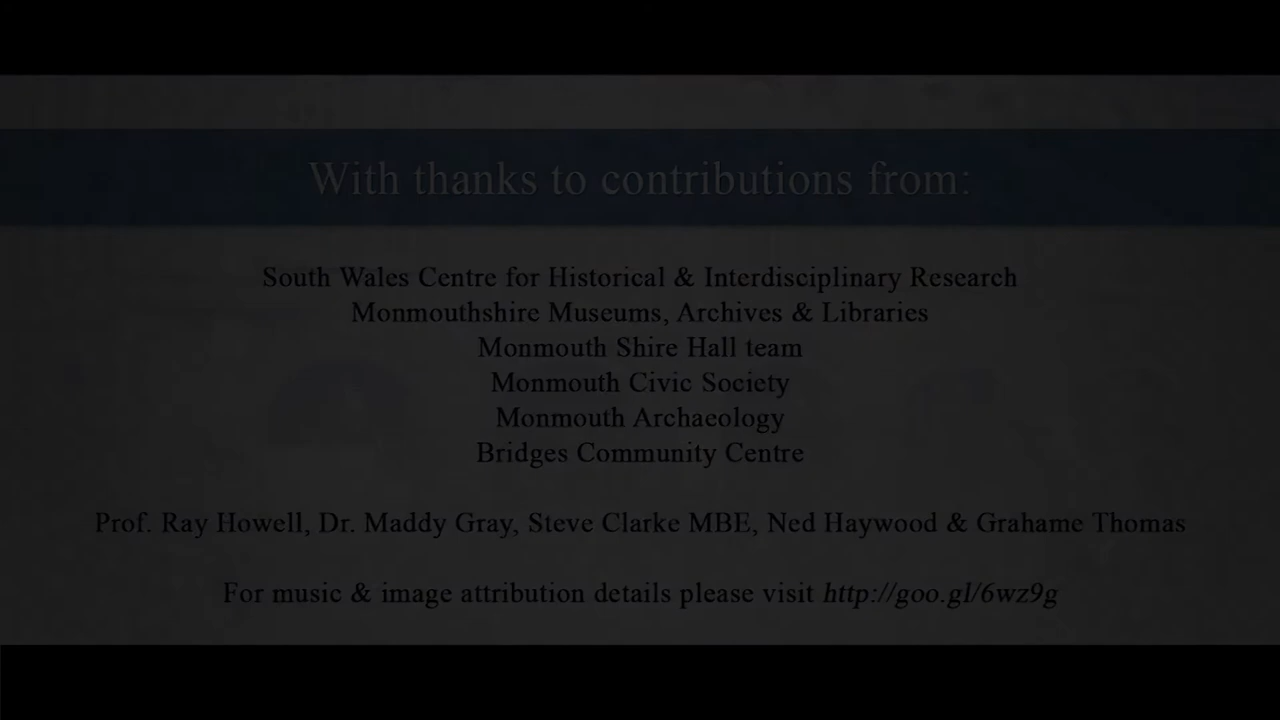 With thanks to contributions from:
South Wales Centre for Historical & Interdisciplinary Research
Monmouthshire Museums, Archives & Libraries
Monmouth Shire Hall team
Monmouth Civic Society
Monmouth Archaeology
Bridges Community Centre
Prof. Ray Howell, Dr. Maddy Gray, Steve Clarke MBE, Ned Haywood & Grahame Thomas
For music & image attribution details please visit http://goo.gl/6wz9g